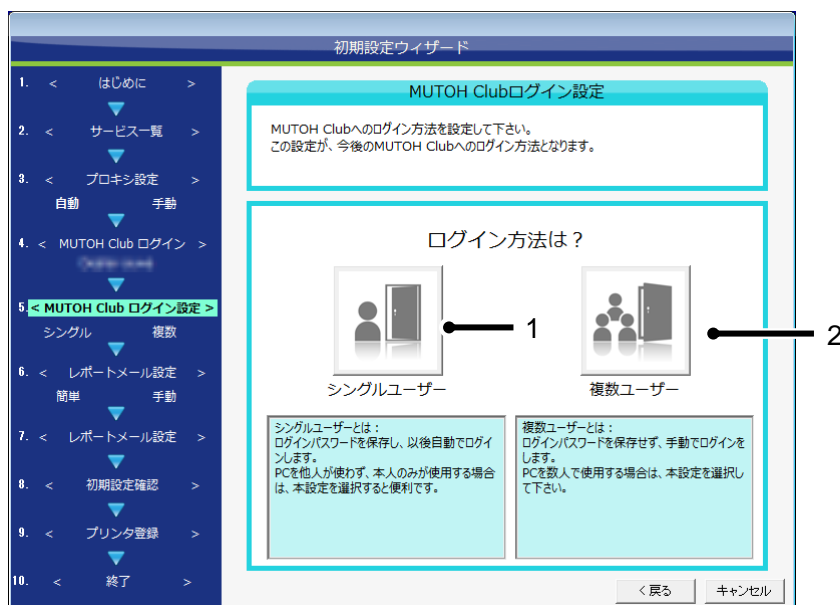 初期設定ウィザード
1. < はじめに >
2. < サービス一覧 >
3. < プロキシ設定 >
自動 手動
4. < MUTOH Club ログイン >
5. < MUTOH Club ログイン設定 >
シングル 複数
6. < レポートメール設定 >
簡単 手動
7. < レポートメール設定 >
8. < 初期設定確認 >
9. < プリンタ登録 >
10. < 終了 >
MUTOH Clubログイン設定
MUTOH Clubへのログイン方法を設定して下さい。
この設定が、今後のMUTOH Clubへのログイン方法となります。
ログイン方法は？
1
2
シングルユーザー
複数ユーザー
シングルユーザーとは：
ログインパスワードを保存し、以後自動でログイ
ンします。
PCを他人が使わず、本人のみが使用する場合
は、本設定を選択すると便利です。
複数ユーザーとは：
ログインパスワードを保存せず、手動でログインを
します。
PCを数人で使用する場合は、本設定を選択し
て下さい。
< 戻る
キャンセル